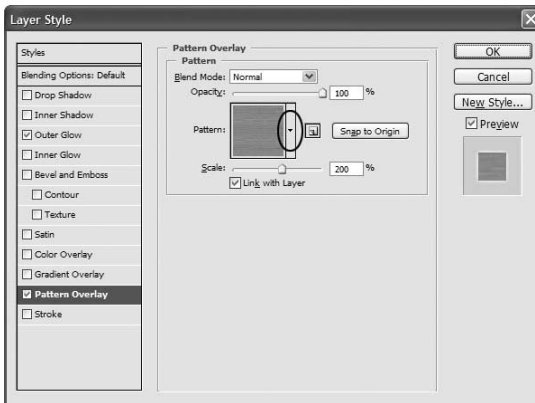 Layer Style
Styles
Blending Options: Default
Drop Shadow
Inner Shadow
Outer Glow
Inner Glow
Bevel and Emboss
Contour
Texture
Satin
Color Overlay
Gradient Overlay
Pattern Overlay
Stroke
Pattern Overlay
Pattern
Blend Mode: Normal
Opacity: 100 %
Pattern: Snap to Origin
Scale: 200 %
Link with Layer
OK
Cancel
New Style...
Preview